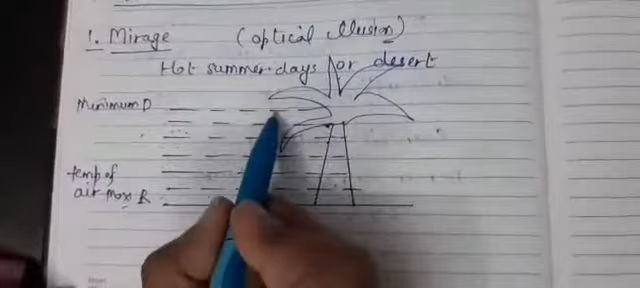 1. Mirage (optical illusion)
Hot summer days or desert
Minimum D
temp of
air max R